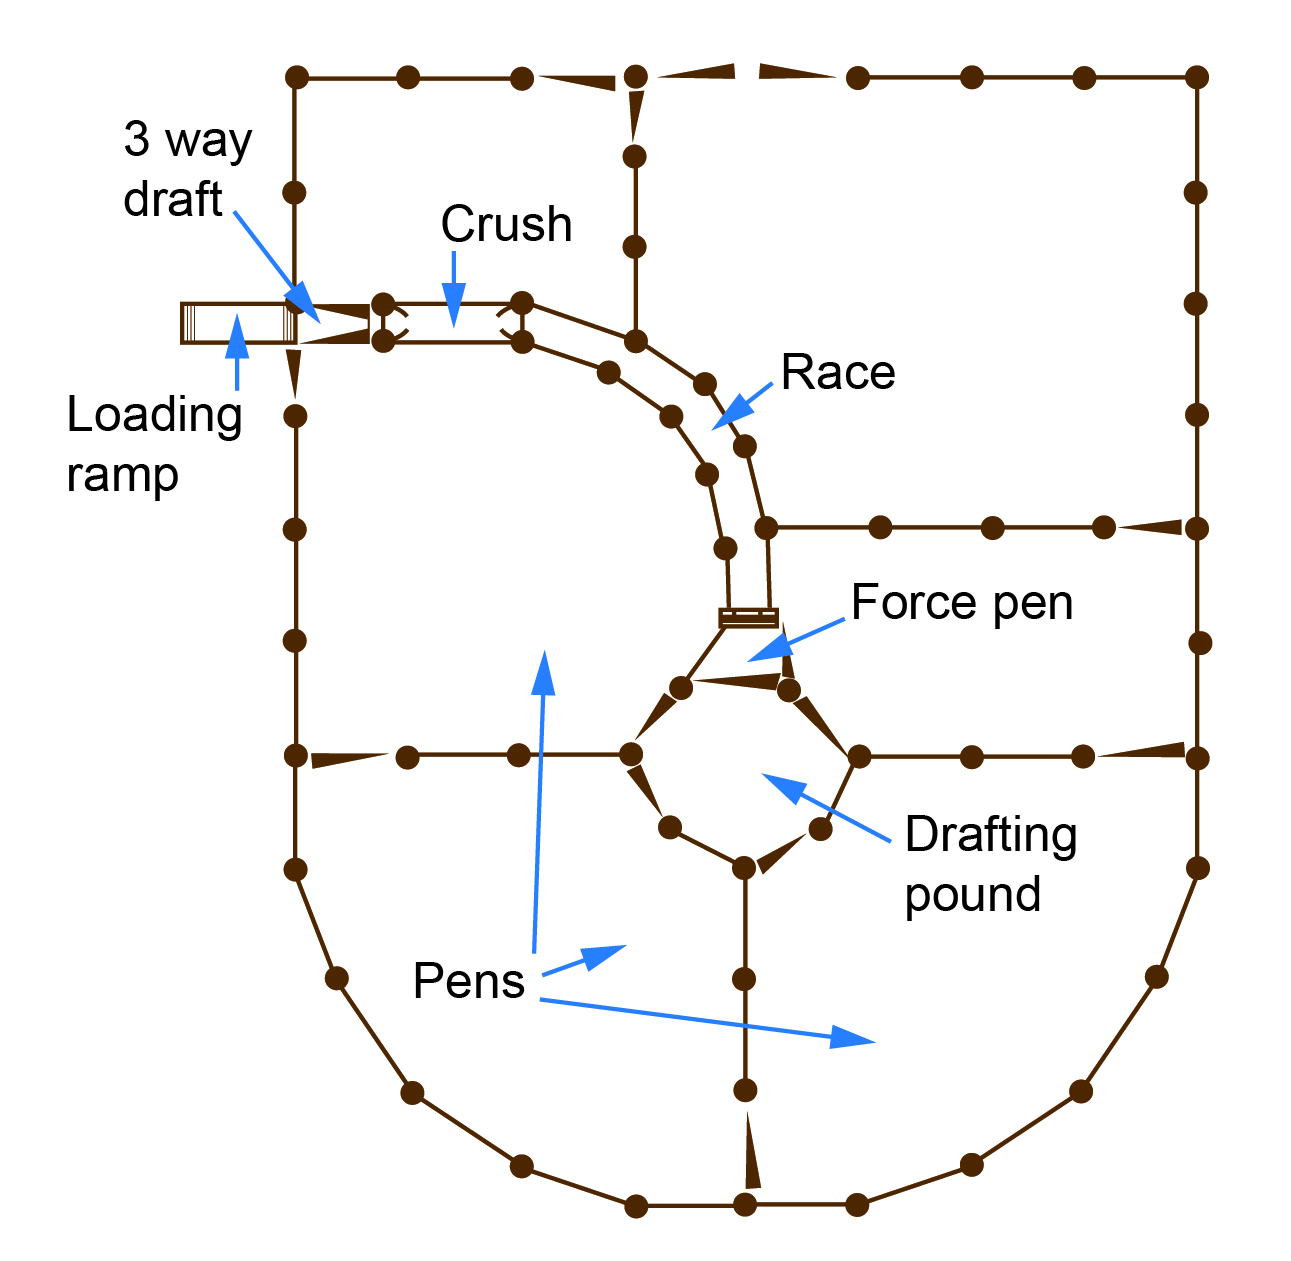 3 way
draft
Crush
Race
Loading
ramp
Force pen
Drafting
pound
Pens